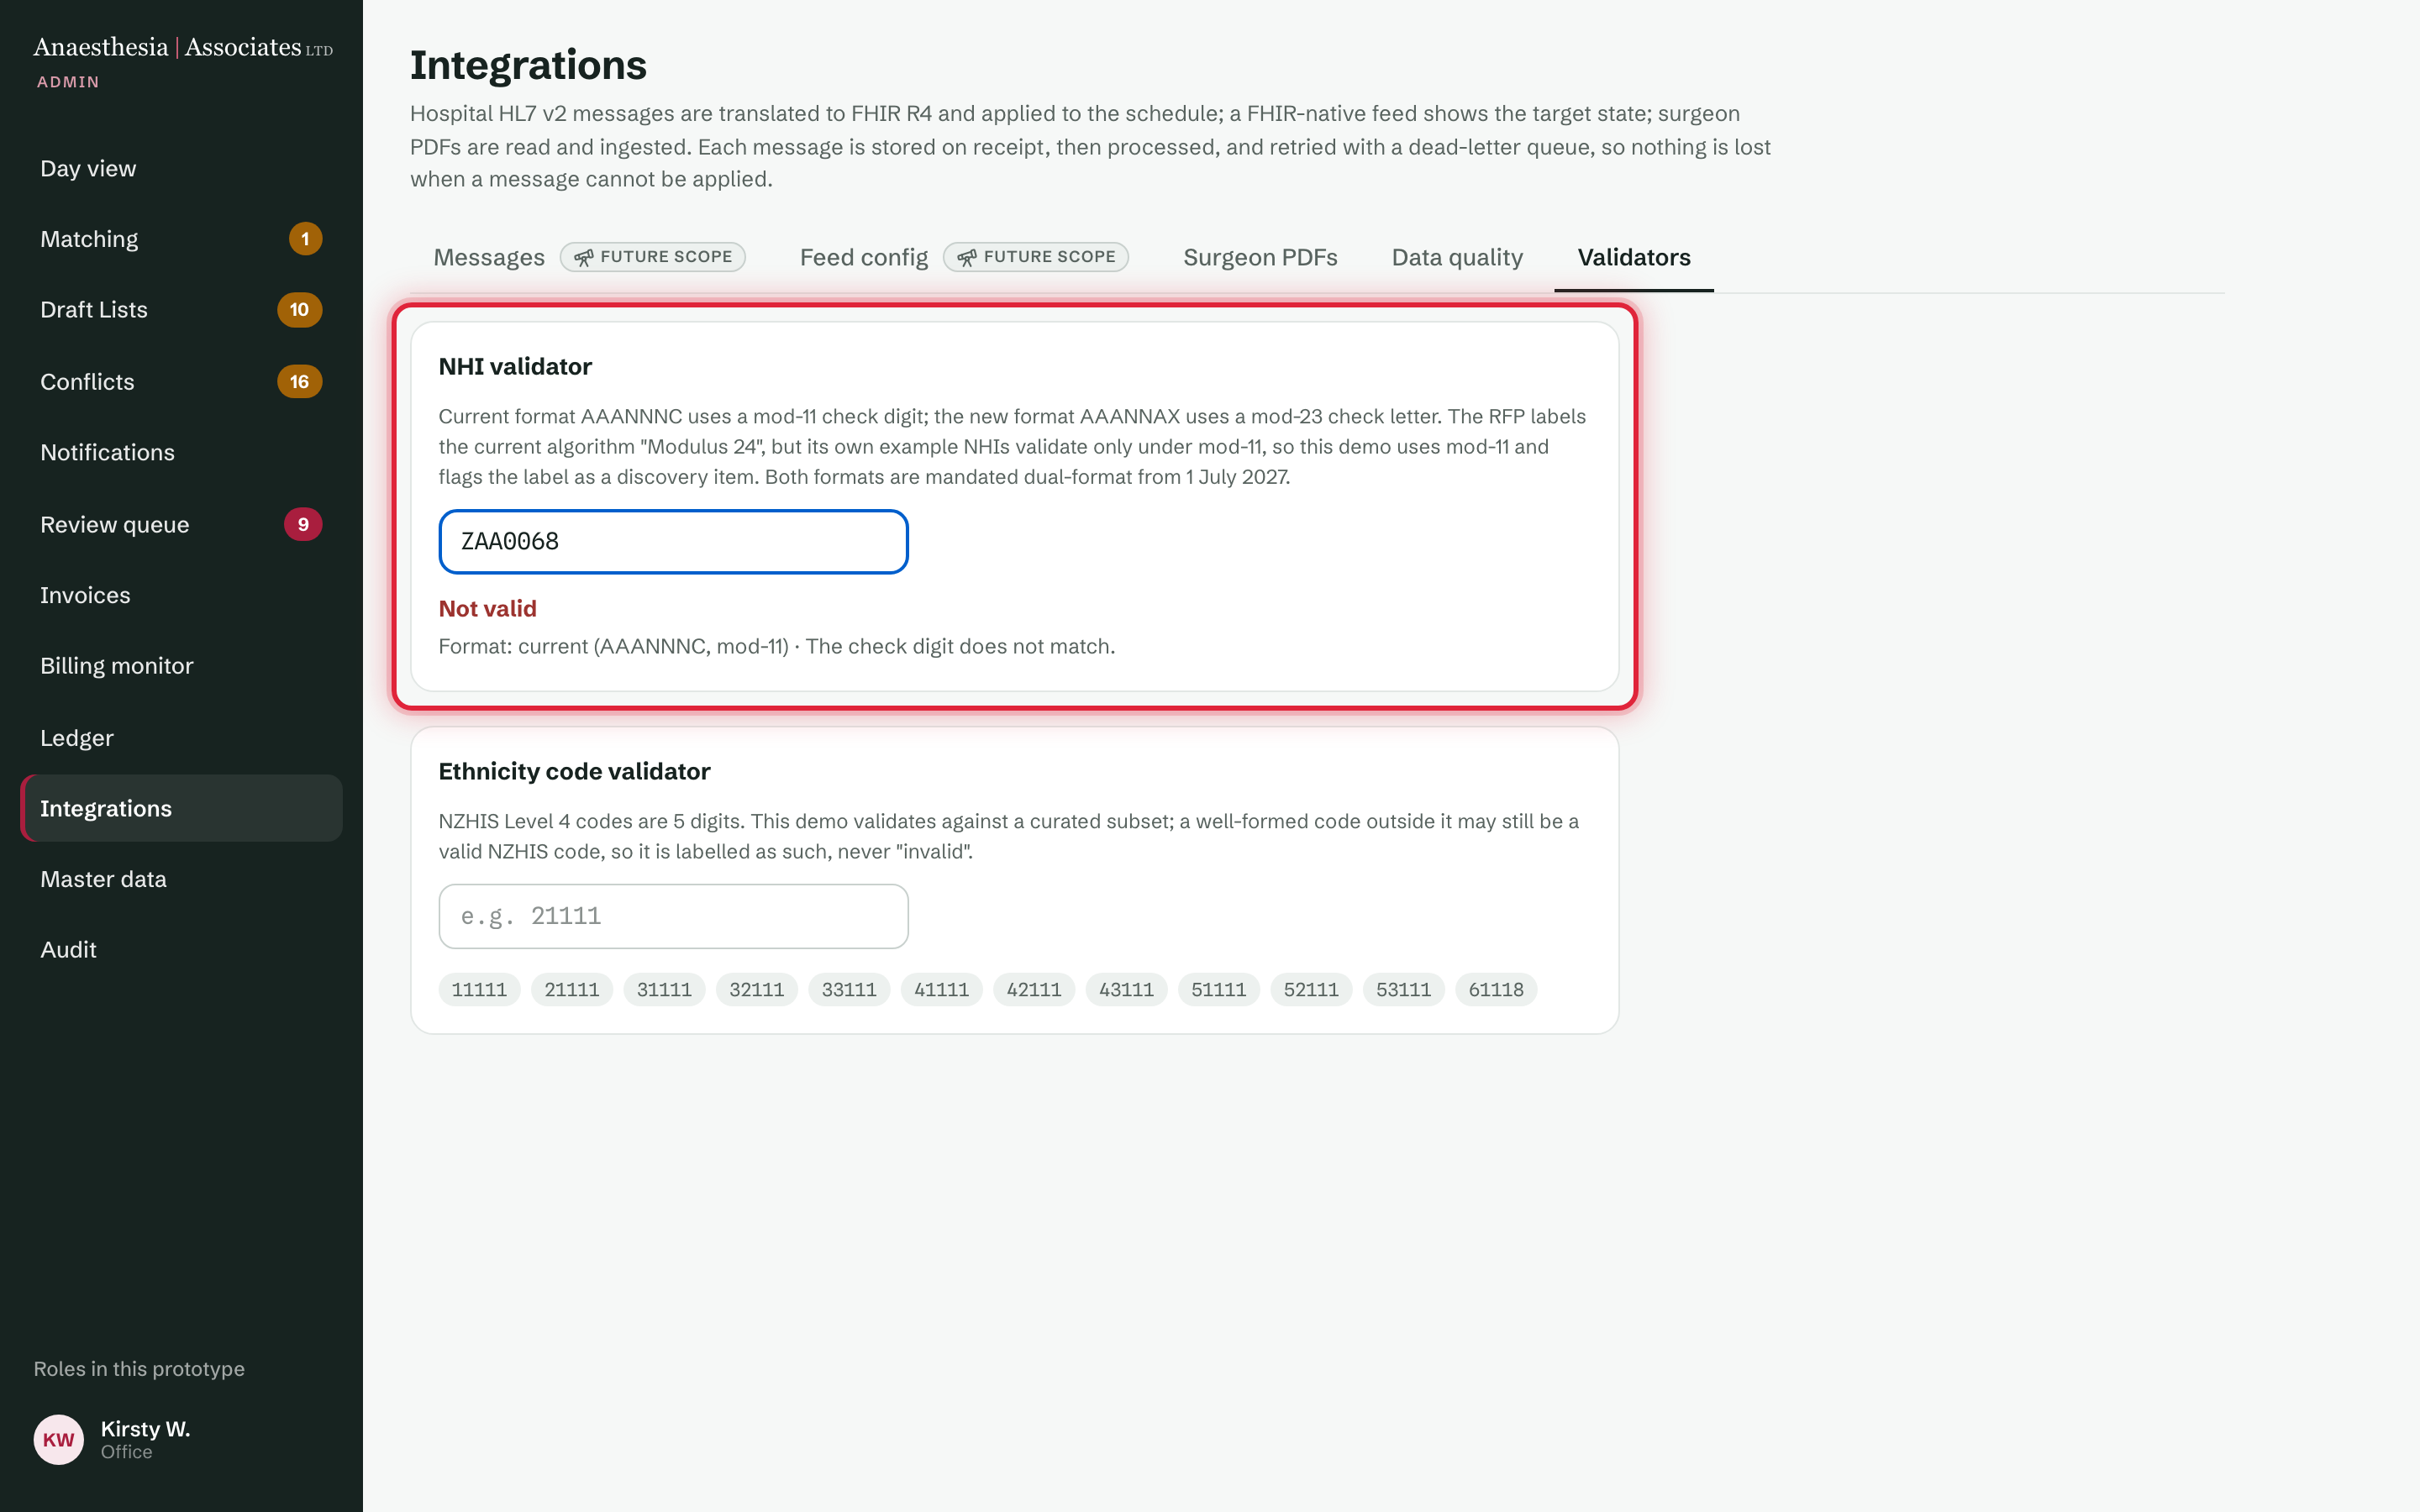 Anaesthesia | Associates LTD
ADMIN
Day view
Matching 1
Draft Lists 10
Conflicts 16
Notifications
Review queue 9
Invoices
Billing monitor
Ledger
Integrations
Master data
Audit
Roles in this prototype
KW
Kirsty W.
Office
Integrations
Hospital HL7 v2 messages are translated to FHIR R4 and applied to the schedule; a FHIR-native feed shows the target state; surgeon
PDFs are read and ingested. Each message is stored on receipt, then processed, and retried with a dead-letter queue, so nothing is lost
when a message cannot be applied.
Messages FUTURE SCOPE Feed config FUTURE SCOPE Surgeon PDFs Data quality Validators
NHI validator
Current format AAANNNC uses a mod-11 check digit; the new format AAANNAX uses a mod-23 check letter. The RFP labels
the current algorithm "Modulus 24", but its own example NHIs validate only under mod-11, so this demo uses mod-11 and
flags the label as a discovery item. Both formats are mandated dual-format from 1 July 2027.
ZAA0068
Not valid
Format: current (AAANNNC, mod-11) · The check digit does not match.
Ethnicity code validator
NZHIS Level 4 codes are 5 digits. This demo validates against a curated subset; a well-formed code outside it may still be a
valid NZHIS code, so it is labelled as such, never "invalid".
e.g. 21111
11111 21111 31111 32111 33111 41111 42111 43111 51111 52111 53111 61118